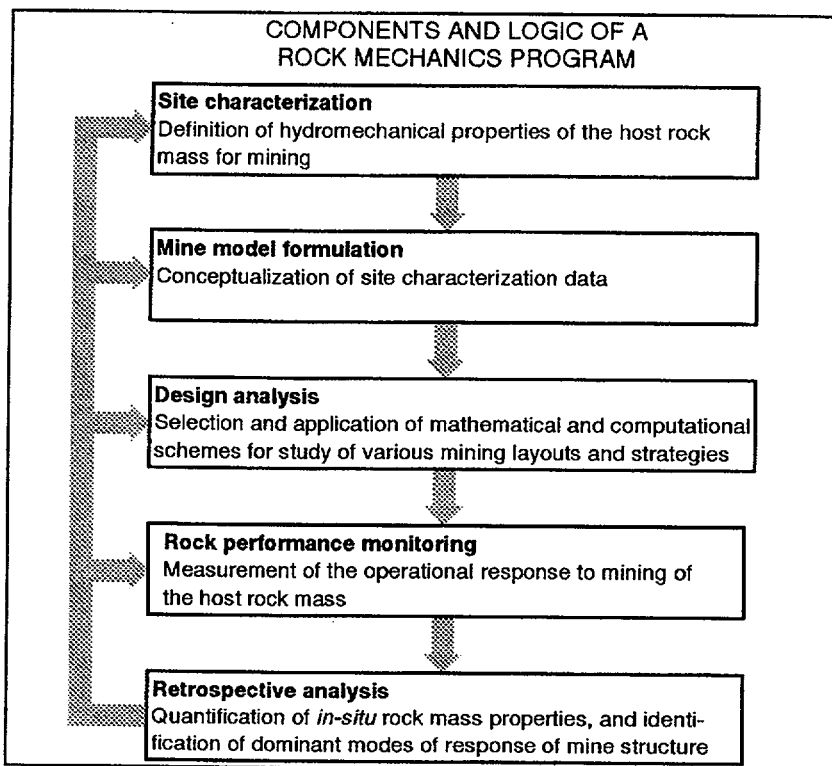 COMPONENTS AND LOGIC OF A
ROCK MECHANICS PROGRAM
Site characterization
Definition of hydromechanical properties of the host rock
mass for mining
Mine model formulation
Conceptualization of site characterization data
Design analysis
Selection and application of mathematical and computational
schemes for study of various mining layouts and strategies
Rock performance monitoring
Measurement of the operational response to mining of
the host rock mass
Retrospective analysis
Quantification of in-situ rock mass properties, and identi-
fication of dominant modes of response of mine structure